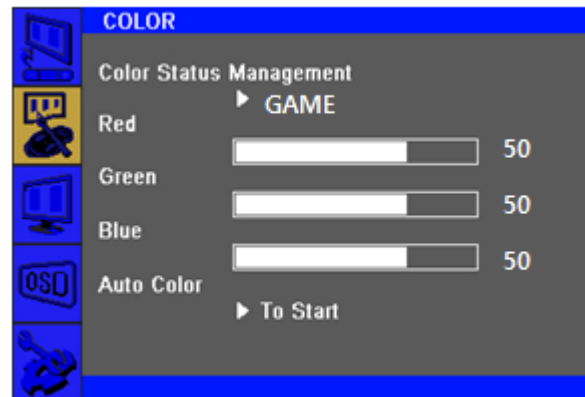 COLOR
Color Status Management
GAME
Red
50
Green
50
Blue
50
Auto Color
To Start
OSD